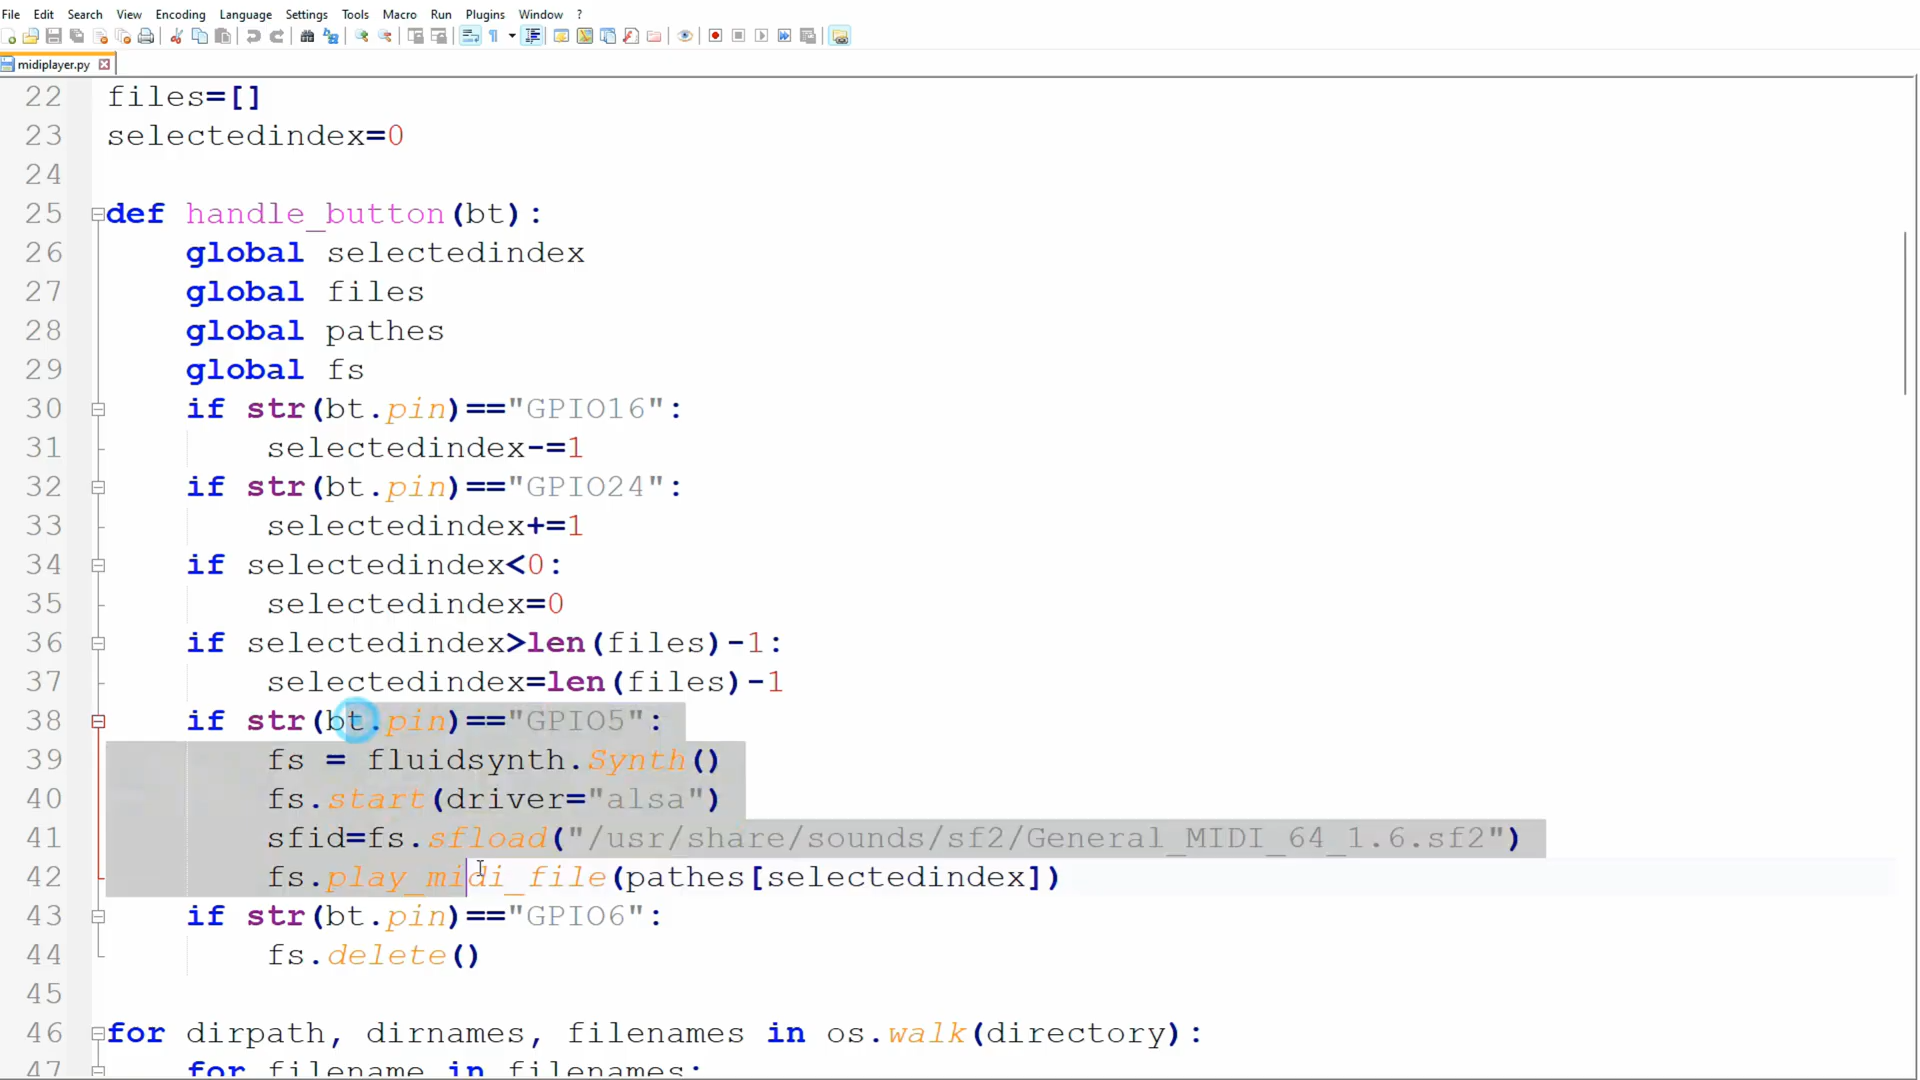 File Edit Search View Encoding Language Settings Tools Macro Run Plugins Window ?
midiplayer.py
22 files=[]
23 selectedindex=0
24
25 def handle_button(bt):
26 global selectedindex
27 global files
28 global pathes
29 global fs
30 if str(bt.pin)=="GPIO16":
31 selectedindex-=1
32 if str(bt.pin)=="GPIO24":
33 selectedindex+=1
34 if selectedindex<0:
35 selectedindex=0
36 if selectedindex>len(files)-1:
37 selectedindex=len(files)-1
38 if str(bt.pin)=="GPIO5":
39 fs = fluidsynth.Synth()
40 fs.start(driver="alsa")
41 sfid=fs.sfload("/usr/share/sounds/sf2/General_MIDI_64_1.6.sf2")
42 fs.play_midi_file(pathes[selectedindex])
43 if str(bt.pin)=="GPIO6":
44 fs.delete()
45
46 for dirpath, dirnames, filenames in os.walk(directory):
47 for filename in filenames: